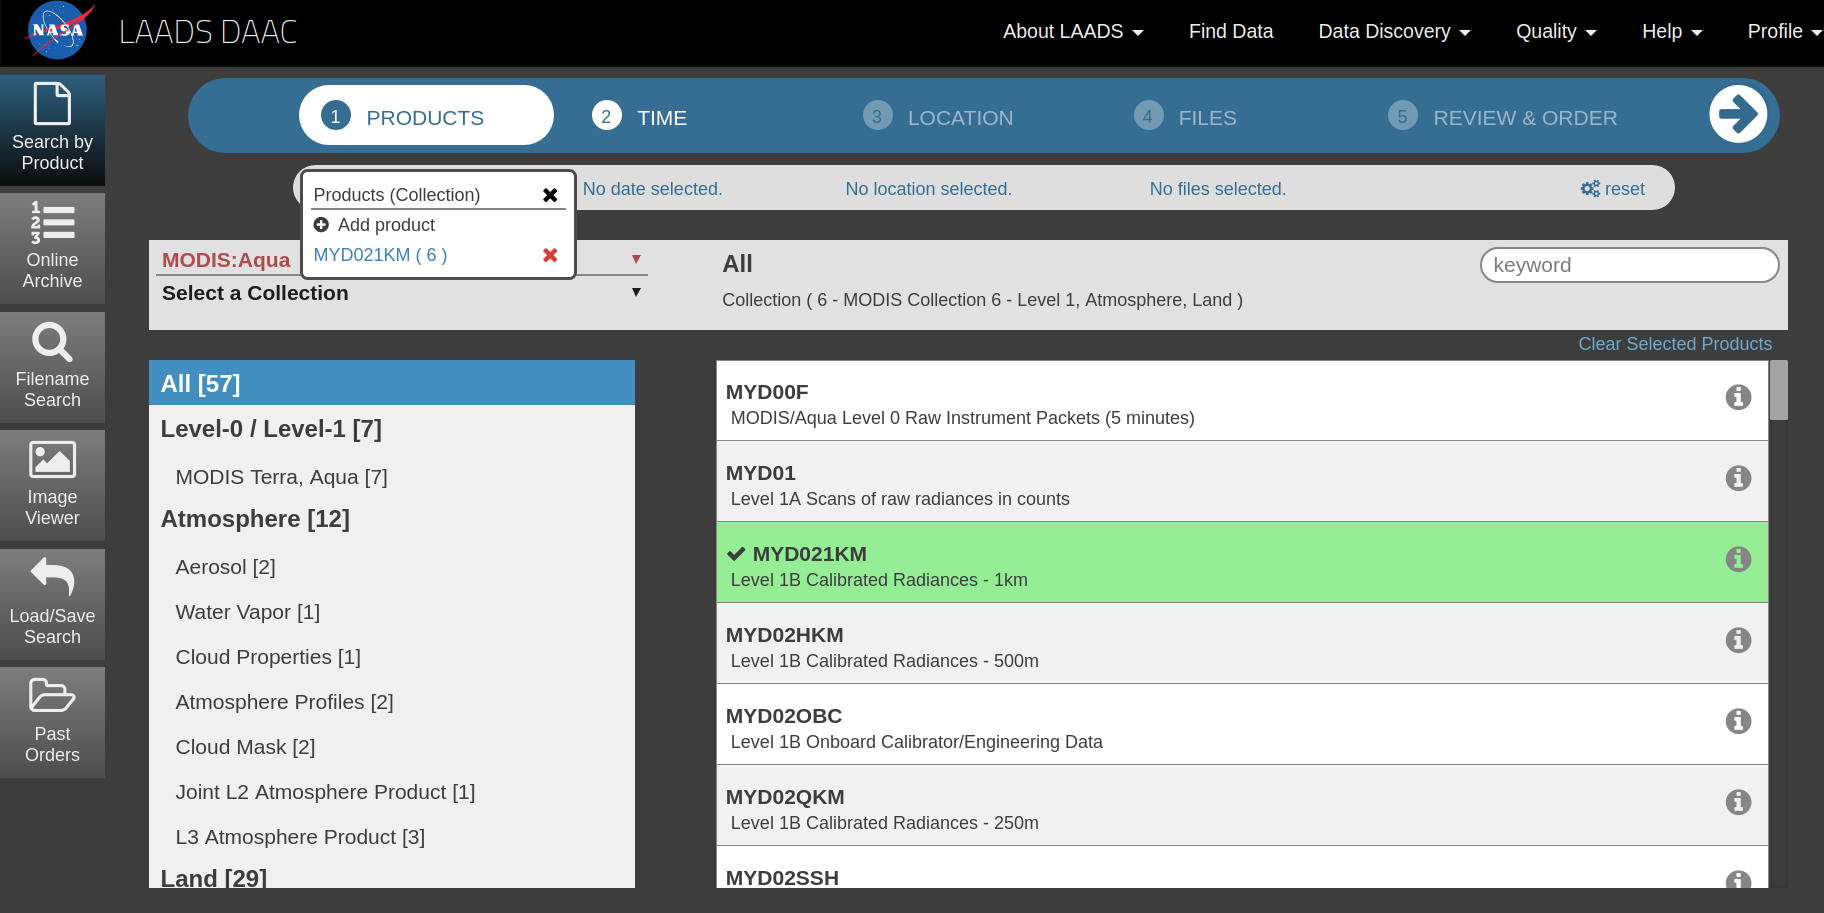 NASA LAADS DAAC About LAADS Find Data Data Discovery Quality Help Profile
1 PRODUCTS 2 TIME 3 LOCATION 4 FILES 5 REVIEW & ORDER
Products (Collection)
Add product
MYD021KM ( 6 )
No date selected. No location selected. No files selected. reset
Search by
Product
1
2
3
Online
Archive
Filename
Search
Image
Viewer
Load/Save
Search
Past
Orders
MODIS:Aqua
Select a Collection
All
Collection ( 6 - MODIS Collection 6 - Level 1, Atmosphere, Land )
keyword
Clear Selected Products
All [57]
Level-0 / Level-1 [7]
MODIS Terra, Aqua [7]
Atmosphere [12]
Aerosol [2]
Water Vapor [1]
Cloud Properties [1]
Atmosphere Profiles [2]
Cloud Mask [2]
Joint L2 Atmosphere Product [1]
L3 Atmosphere Product [3]
Land [29]
MYD00F
MODIS/Aqua Level 0 Raw Instrument Packets (5 minutes)
MYD01
Level 1A Scans of raw radiances in counts
MYD021KM
Level 1B Calibrated Radiances - 1km
MYD02HKM
Level 1B Calibrated Radiances - 500m
MYD02OBC
Level 1B Onboard Calibrator/Engineering Data
MYD02QKM
Level 1B Calibrated Radiances - 250m
MYD02SSH